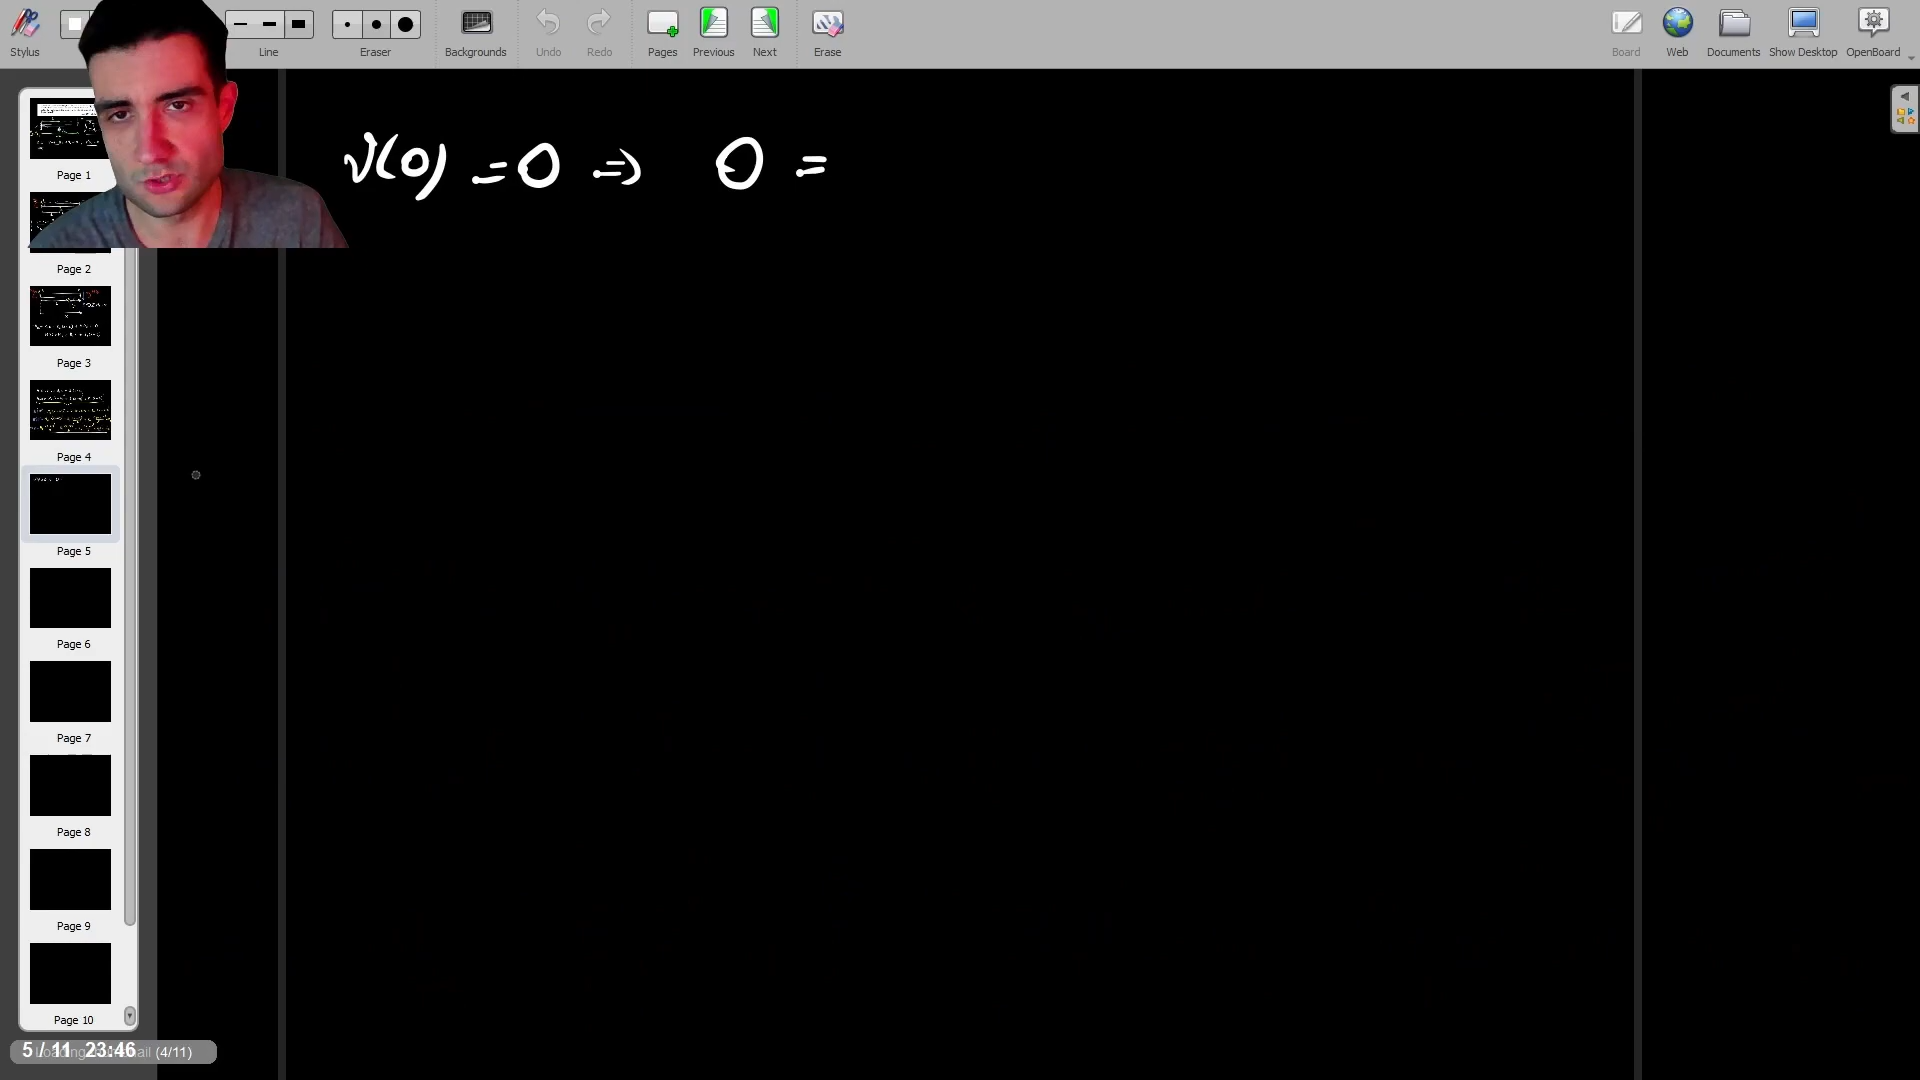 Stylus Line Eraser Backgrounds Undo Redo Pages Previous Next Erase Board Web Documents Show Desktop OpenBoard
v(0) = 0 ⇒ 0 =
Page 1
Page 2
Page 3
Page 4
Page 5
Page 6
Page 7
Page 8
Page 9
Page 10
5 / 11 23:46
(4/11)